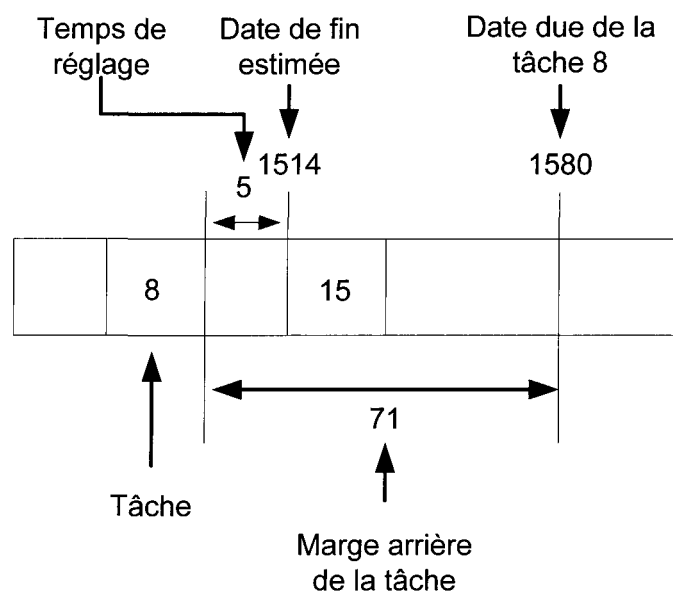 Temps de
réglage
Date de fin
estimée
Date due de la
tâche 8
5
1514
1580
8
15
71
Tâche
Marge arrière
de la tâche